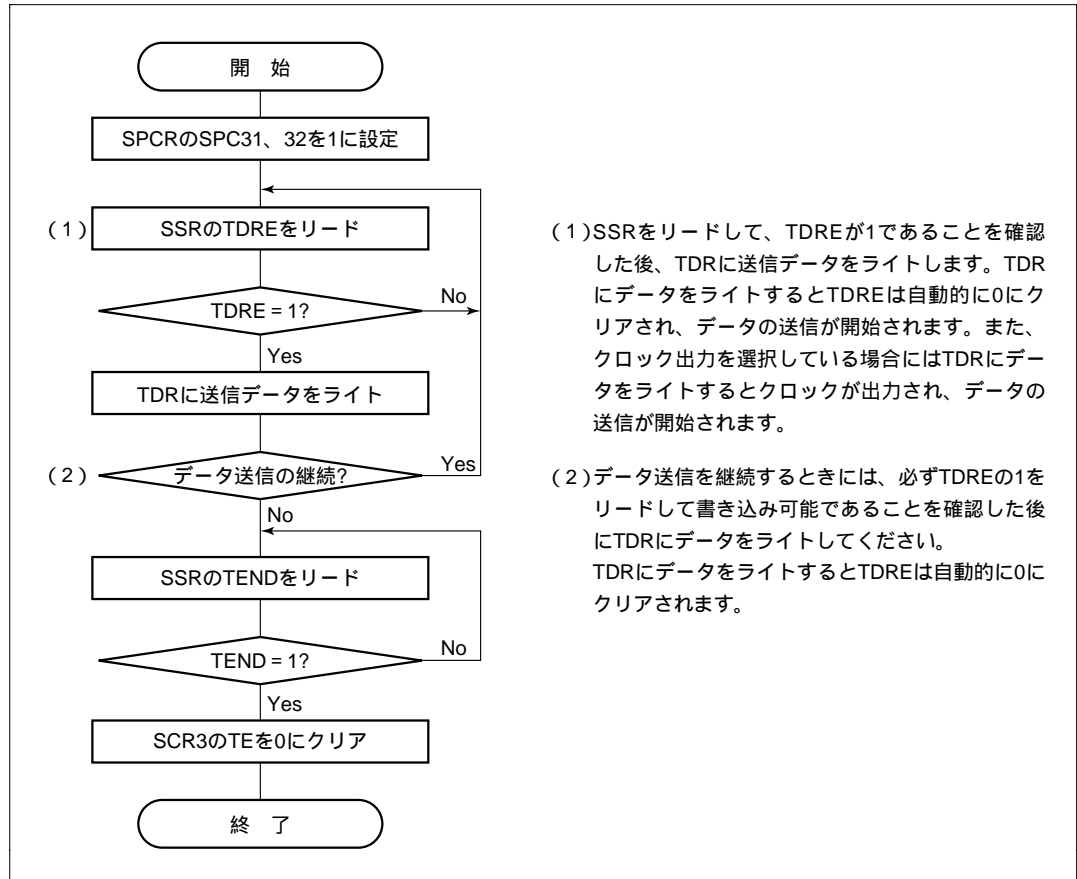 開 始
SPCRのSPC31、32を1に設定
(1)
SSRのTDREをリード
TDRE = 1?
No
Yes
TDRに送信データをライト
(2)
データ送信の継続?
Yes
No
SSRのTENDをリード
TEND = 1?
No
Yes
SCR3のTEを0にクリア
終 了
(1)SSRをリードして、TDREが1であることを確認
した後、TDRに送信データをライトします。TDR
にデータをライトするとTDREは自動的に0にク
リアされ、データの送信が開始されます。また、
クロック出力を選択している場合にはTDRにデー
タをライトするとクロックが出力され、データの
送信が開始されます。
(2)データ送信を継続するときには、必ずTDREの1を
リードして書き込み可能であることを確認した後
にTDRにデータをライトしてください。
TDRにデータをライトするとTDREは自動的に0に
クリアされます。